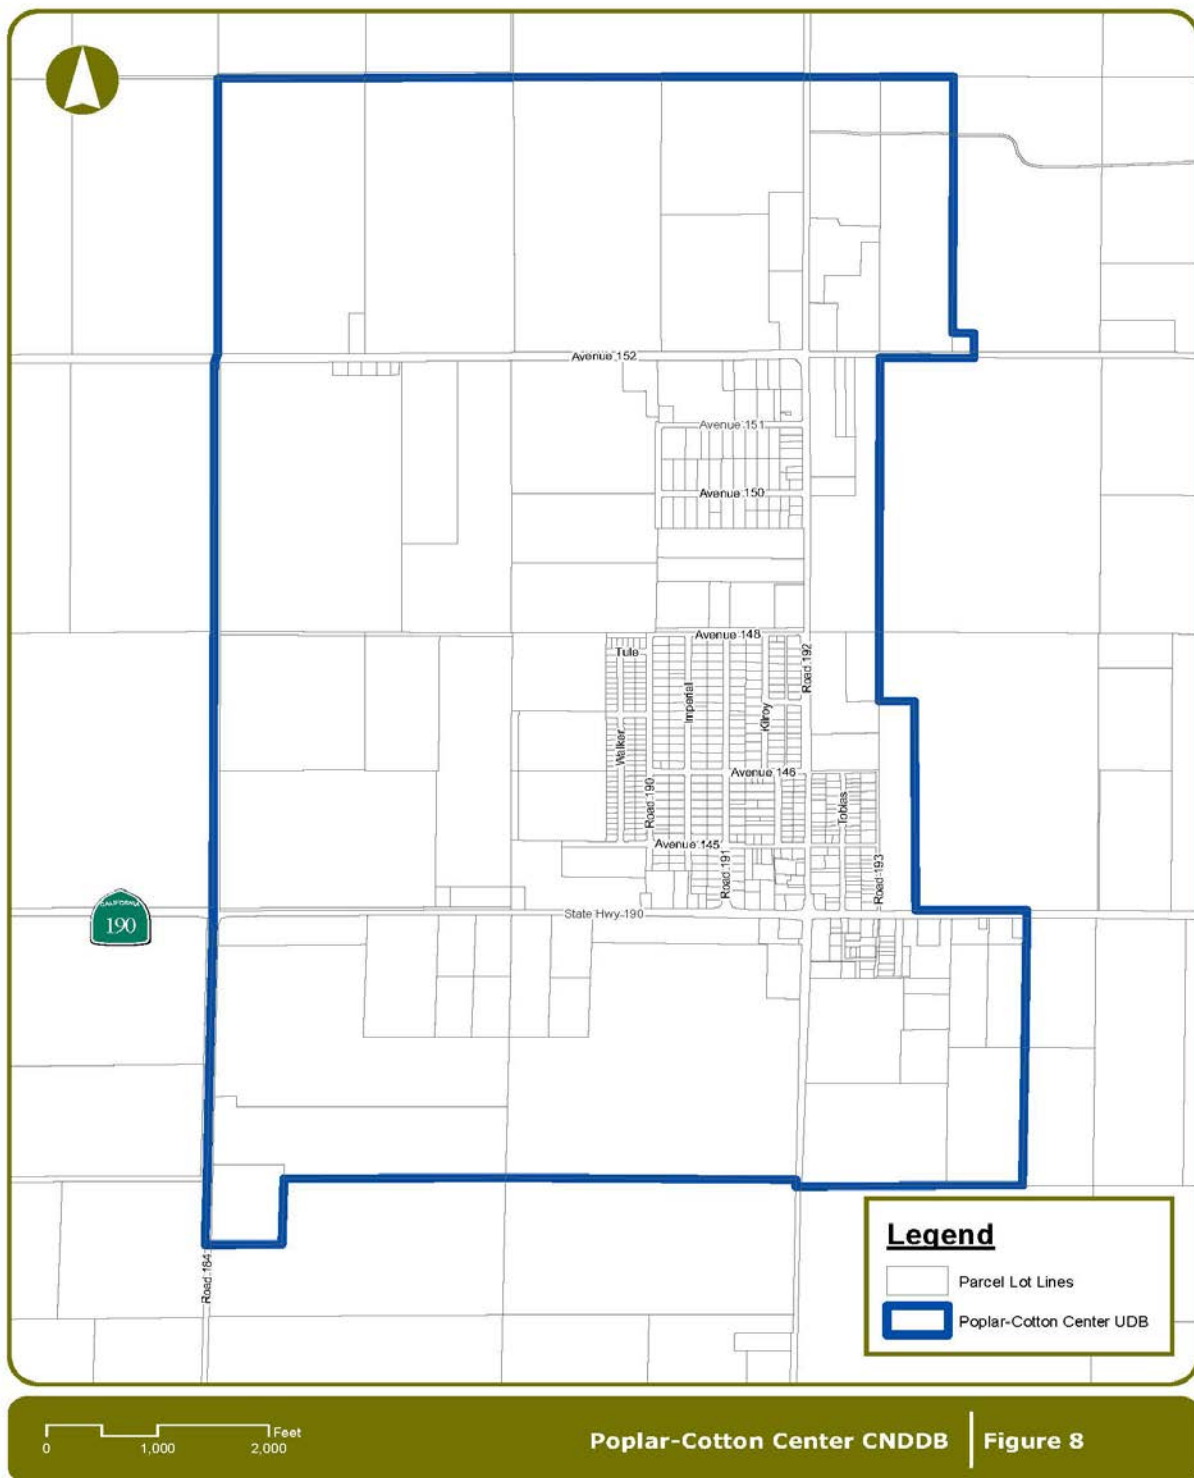 Avenue 152
Avenue 151
Avenue 150
Avenue 148
Tule
Road 192
Imperial
Kilroy
Walker
Avenue 146
Road 190
Tobias
Avenue 145
Road 191
Road 193
CALIFORNIA
190
State Hwy 190
Road 184
Legend
Parcel Lot Lines
Poplar-Cotton Center UDB
Feet
0 1,000 2,000
Poplar-Cotton Center CNDDB Figure 8